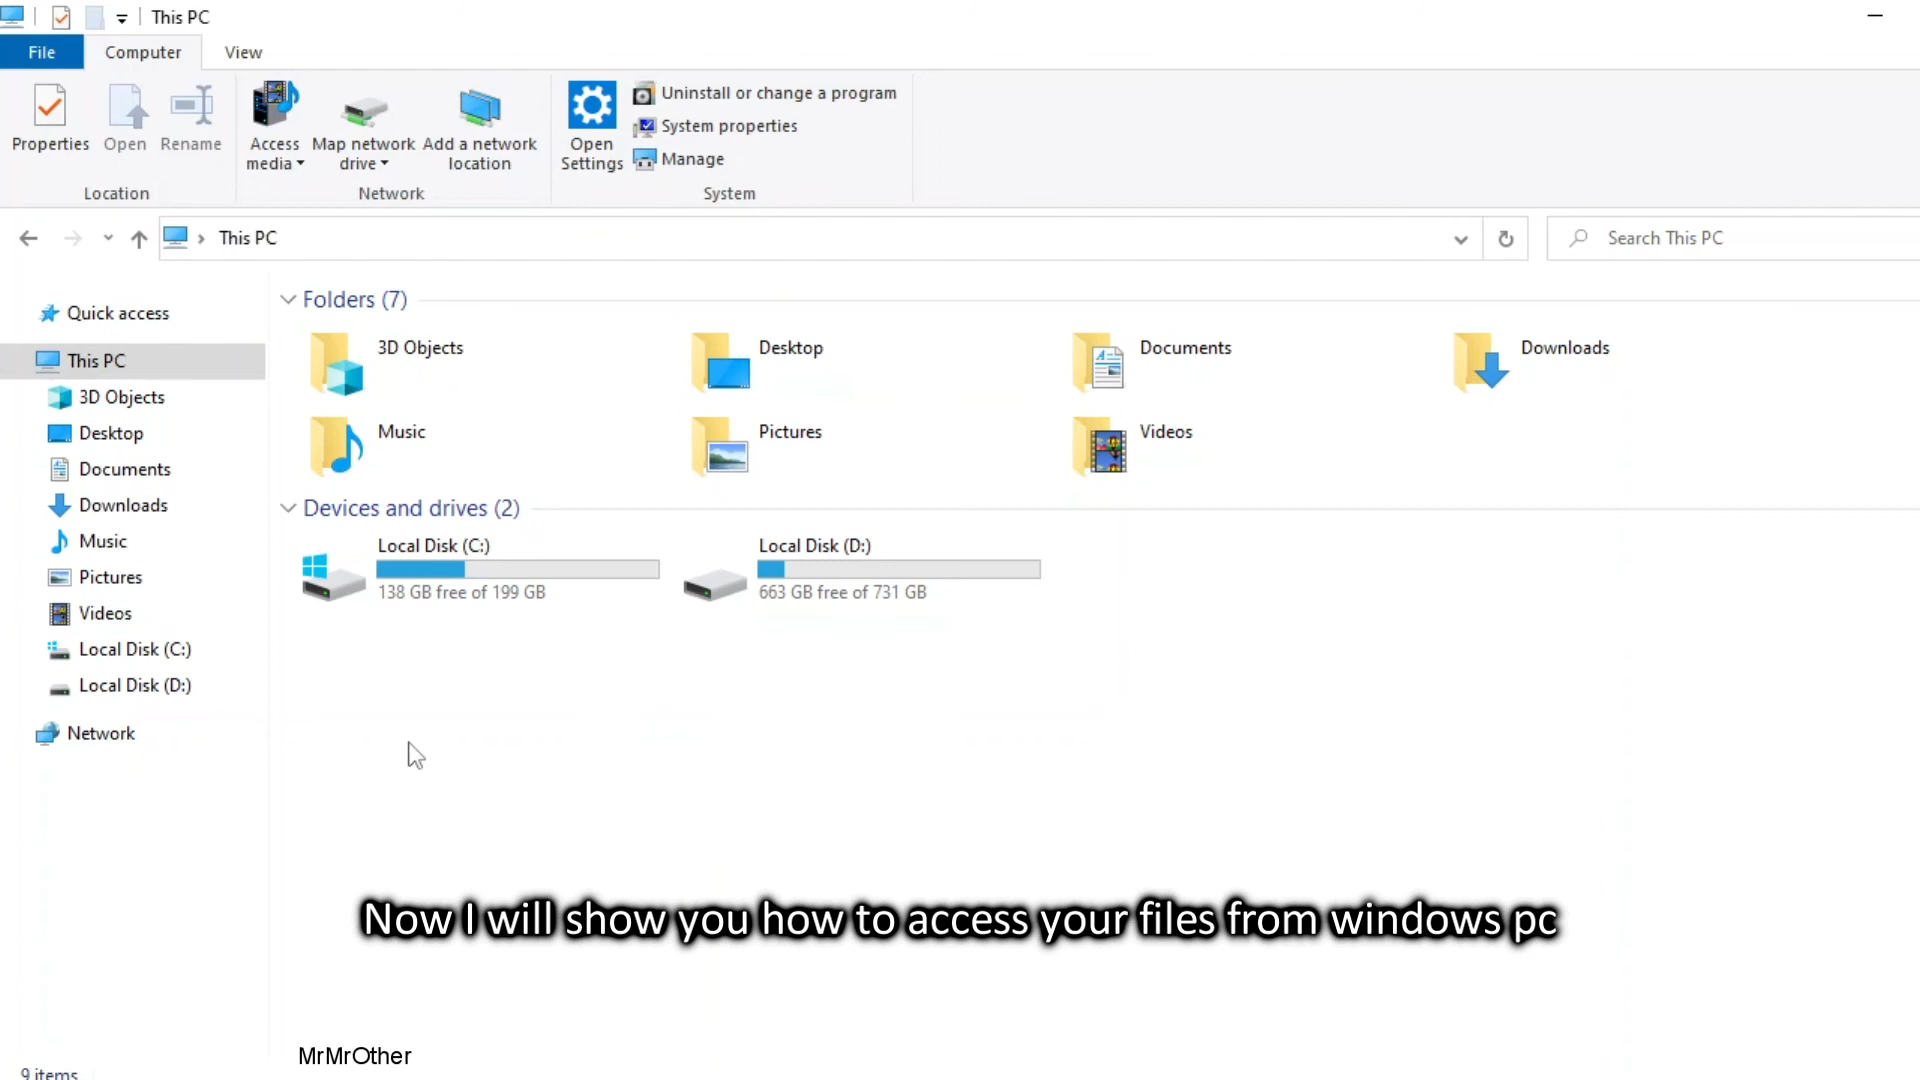 This PC
File Computer View
Properties Open Rename Access media Map network drive Add a network location Open Settings Uninstall or change a program
System properties
Manage
Location Network System
This PC
Search This PC
Quick access
This PC
3D Objects
Desktop
Documents
Downloads
Music
Pictures
Videos
Local Disk (C:)
Local Disk (D:)
Network
Folders (7)
3D Objects Desktop Documents Downloads
Music Pictures Videos
Devices and drives (2)
Local Disk (C:) Local Disk (D:)
138 GB free of 199 GB 663 GB free of 731 GB
Now I will show you how to access your files from windows pc
MrMrOther
9 items